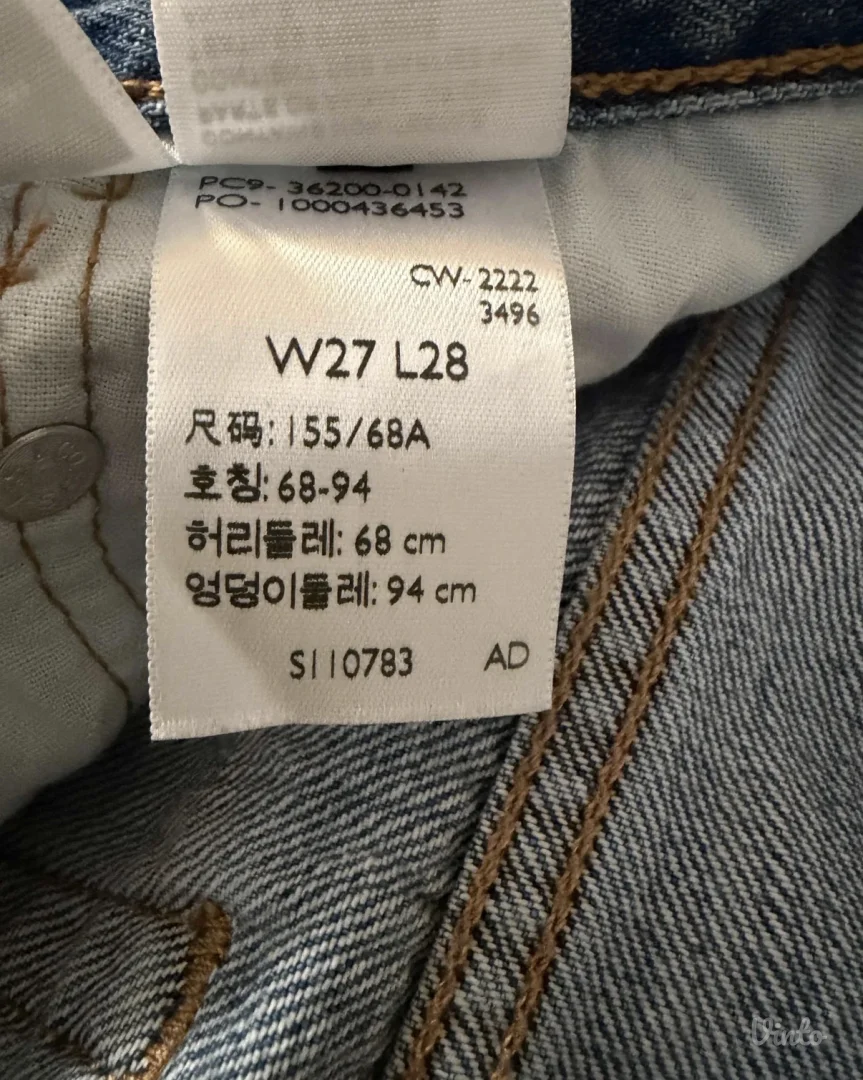 PC9- 36200-0142
PO- 1000436453
CW-2222
3496
W27 L28
尺码: 155/68A
호칭: 68-94
허리둘레: 68 cm
엉덩이둘레: 94 cm
S110783 AD
Vinted